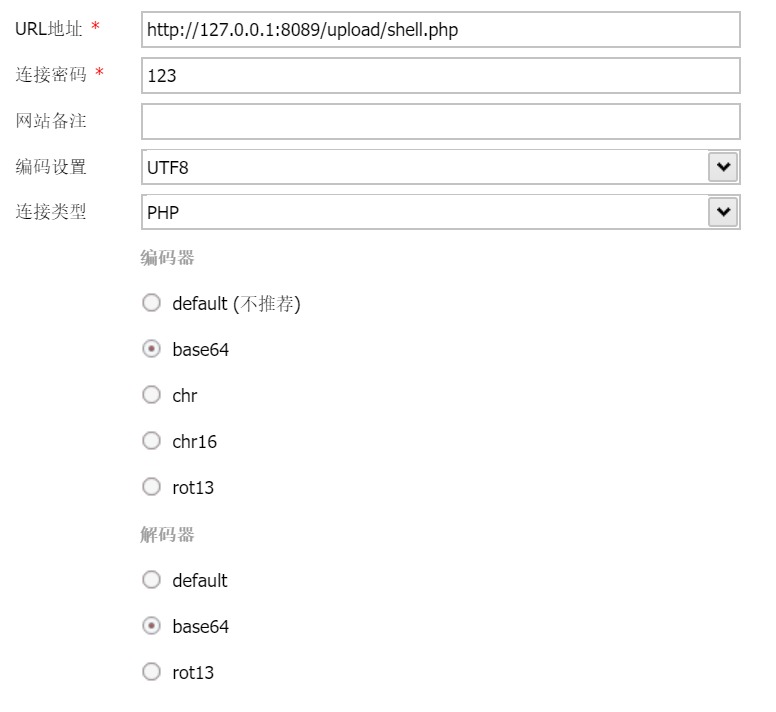 URL地址 * http://127.0.0.1:8089/upload/shell.php
连接密码 * 123
网站备注
编码设置 UTF8
连接类型 PHP
编码器
default (不推荐)
base64
chr
chr16
rot13
解码器
default
base64
rot13